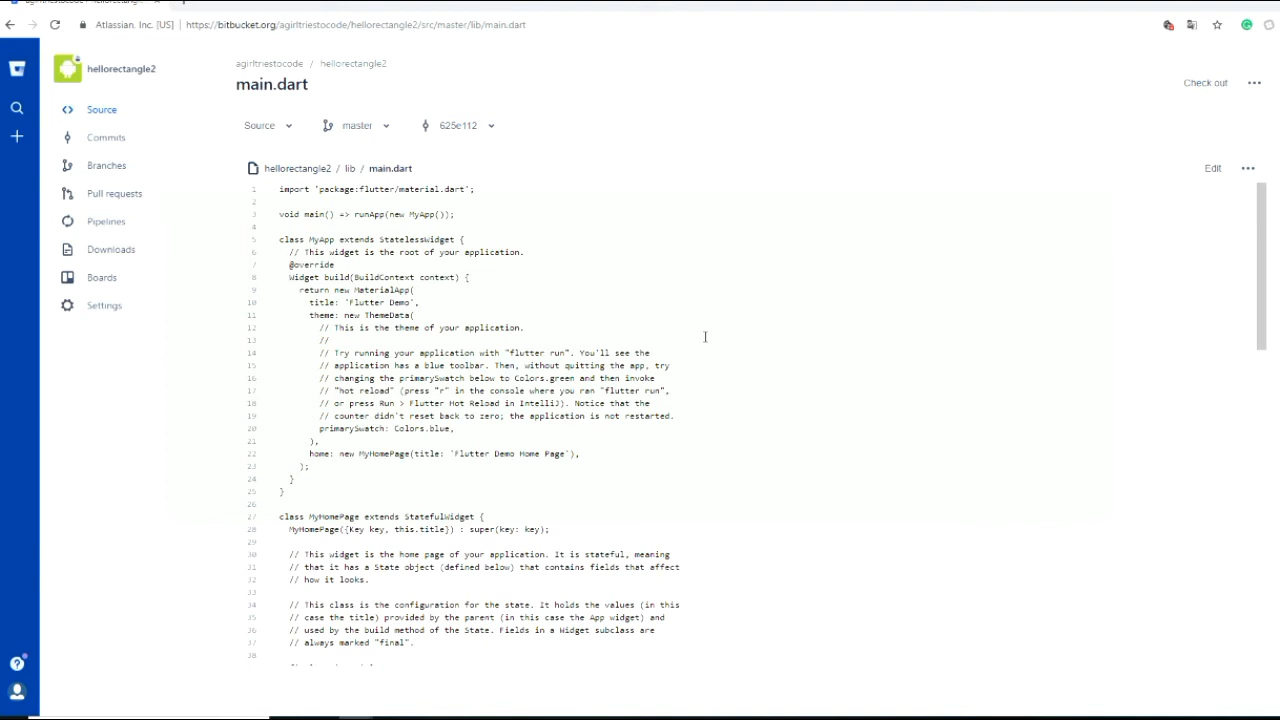 Atlassian. Inc. [US] | https://bitbucket.org/agirltriestocode/hellorectangle2/src/master/lib/main.dart
hellorectangle2
Source
Commits
Branches
Pull requests
Pipelines
Downloads
Boards
Settings
agirltriestocode / hellorectangle2
main.dart
Check out
Source master 625e112
hellorectangle2 / lib / main.dart
Edit
1 import 'package:flutter/material.dart';
2
3 void main() => runApp(new MyApp());
4
5 class MyApp extends StatelessWidget {
6 // This widget is the root of your application.
7 @override
8 Widget build(BuildContext context) {
9 return new MaterialApp(
10 title: 'Flutter Demo',
11 theme: new ThemeData(
12 // This is the theme of your application.
13 //
14 // Try running your application with "flutter run". You'll see the
15 // application has a blue toolbar. Then, without quitting the app, try
16 // changing the primarySwatch below to Colors.green and then invoke
17 // "hot reload" (press "r" in the console where you ran "flutter run",
18 // or press Run > Flutter Hot Reload in IntelliJ). Notice that the
19 // counter didn't reset back to zero; the application is not restarted.
20 primarySwatch: Colors.blue,
21 ),
22 home: new MyHomePage(title: 'Flutter Demo Home Page'),
23 );
24 }
25 }
26
27 class MyHomePage extends StatefulWidget {
28 MyHomePage({Key key, this.title}) : super(key: key);
29
30 // This widget is the home page of your application. It is stateful, meaning
31 // that it has a State object (defined below) that contains fields that affect
32 // how it looks.
33
34 // This class is the configuration for the state. It holds the values (in this
35 // case the title) provided by the parent (in this case the App widget) and
36 // used by the build method of the State. Fields in a Widget subclass are
37 // always marked "final".
38